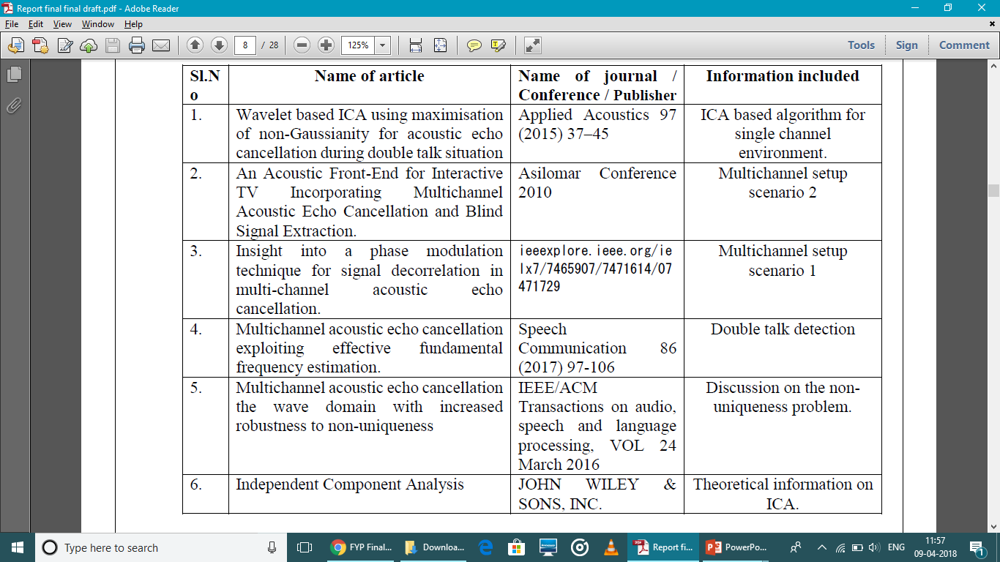 Report final final draft.pdf - Adobe Reader
File Edit View Window Help
8 / 28 125% Tools Sign Comment
Sl.N
o
Name of article
Name of journal /
Conference / Publisher
Information included
1.
Wavelet based ICA using maximisation
of non-Gaussianity for acoustic echo
cancellation during double talk situation
Applied Acoustics 97
(2015) 37–45
ICA based algorithm for
single channel
environment.
2.
An Acoustic Front-End for Interactive
TV Incorporating Multichannel
Acoustic Echo Cancellation and Blind
Signal Extraction.
Asilomar Conference
2010
Multichannel setup
scenario 2
3.
Insight into a phase modulation
technique for signal decorrelation in
multi-channel acoustic echo
cancellation.
ieeexplore.ieee.org/ie
lx7/7465907/7471614/07
471729
Multichannel setup
scenario 1
4.
Multichannel acoustic echo cancellation
exploiting effective fundamental
frequency estimation.
Speech
Communication 86
(2017) 97-106
Double talk detection
5.
Multichannel acoustic echo cancellation
the wave domain with increased
robustness to non-uniqueness
IEEE/ACM
Transactions on audio,
speech and language
processing, VOL 24
March 2016
Discussion on the non-
uniqueness problem.
6.
Independent Component Analysis
JOHN WILEY &
SONS, INC.
Theoretical information on
ICA.
Type here to search
FYP Final...
Downloa...
Report fi...
PowerPo...
ENG
11:57
09-04-2018
1